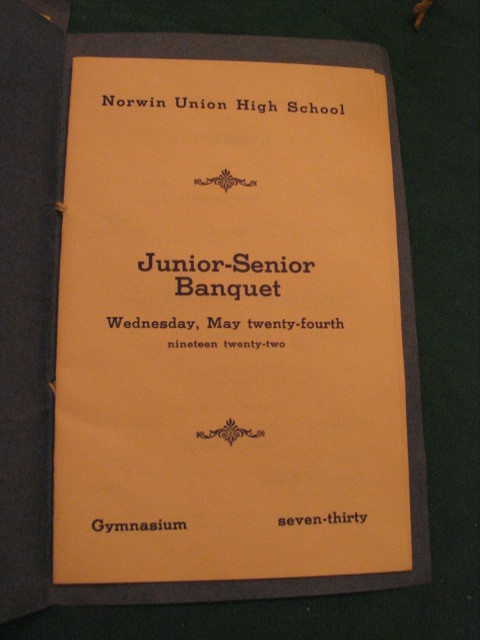 Norwin Union High School
Junior-Senior
Banquet
Wednesday, May twenty-fourth
nineteen twenty-two
Gymnasium seven-thirty